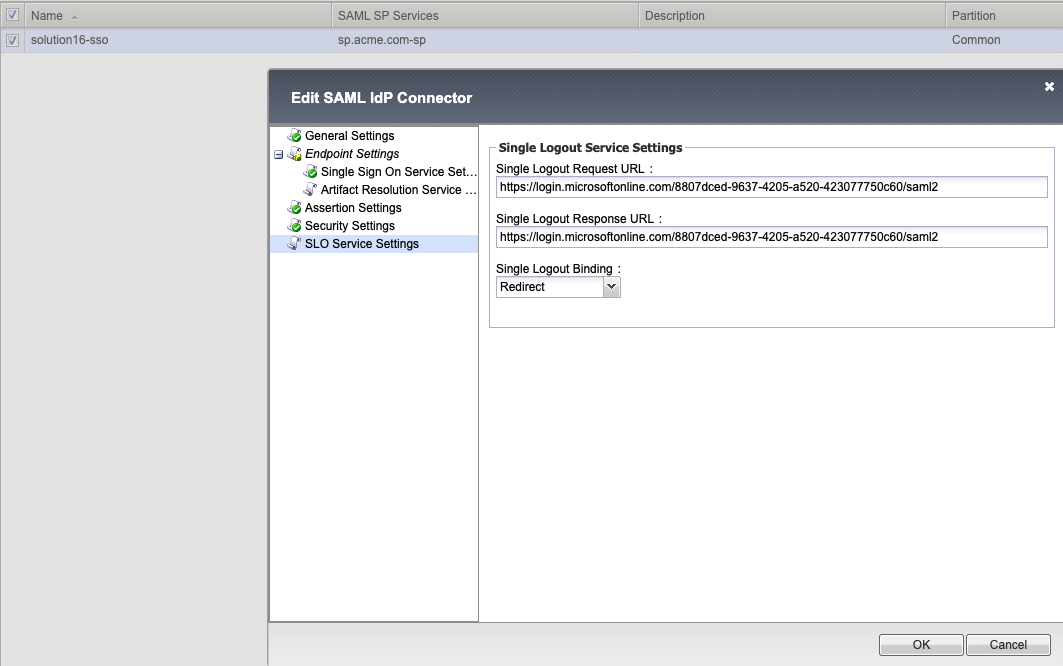 Name SAML SP Services Description Partition
solution16-sso sp.acme.com-sp Common
Edit SAML IdP Connector
General Settings
Endpoint Settings
Single Sign On Service Set...
Artifact Resolution Service ...
Assertion Settings
Security Settings
SLO Service Settings
Single Logout Service Settings
Single Logout Request URL :
https://login.microsoftonline.com/8807dced-9637-4205-a520-423077750c60/saml2
Single Logout Response URL :
https://login.microsoftonline.com/8807dced-9637-4205-a520-423077750c60/saml2
Single Logout Binding :
Redirect
OK Cancel